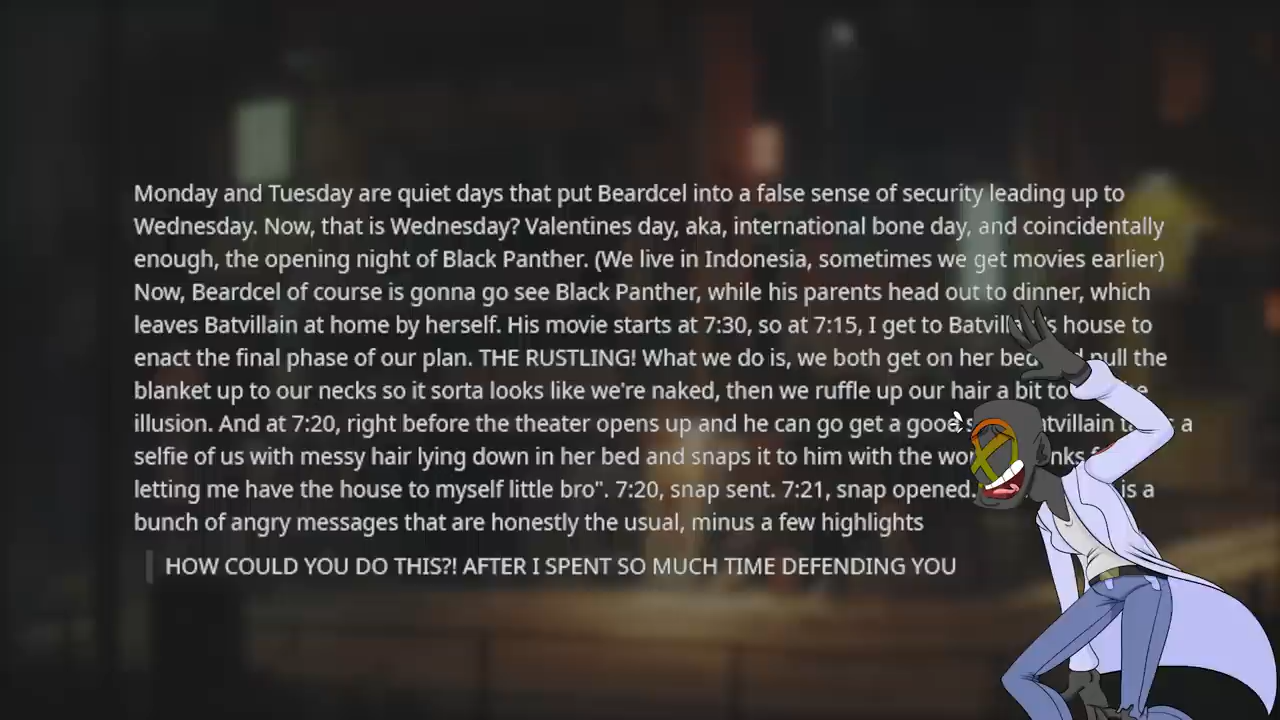 Monday and Tuesday are quiet days that put Beardcel into a false sense of security leading up to
Wednesday. Now, that is Wednesday? Valentines day, aka, international bone day, and coincidentally
enough, the opening night of Black Panther. (We live in Indonesia, sometimes we get movies earlier)
Now, Beardcel of course is gonna go see Black Panther, while his parents head out to dinner, which
leaves Batvillain at home by herself. His movie starts at 7:30, so at 7:15, I get to house to
enact the final phase of our plan. THE RUSTLING! What we do is, we both get on her bed pull the
blanket up to our necks so it sorta looks like we're naked, then we ruffle up our hair a bit to
illusion. And at 7:20, right before the theater opens up and he can go get a good a
selfie of us with messy hair lying down in her bed and snaps it to him with the
letting me have the house to myself little bro". 7:20, snap sent. 7:21, snap opened. is a
bunch of angry messages that are honestly the usual, minus a few highlights
HOW COULD YOU DO THIS?! AFTER I SPENT SO MUCH TIME DEFENDING YOU